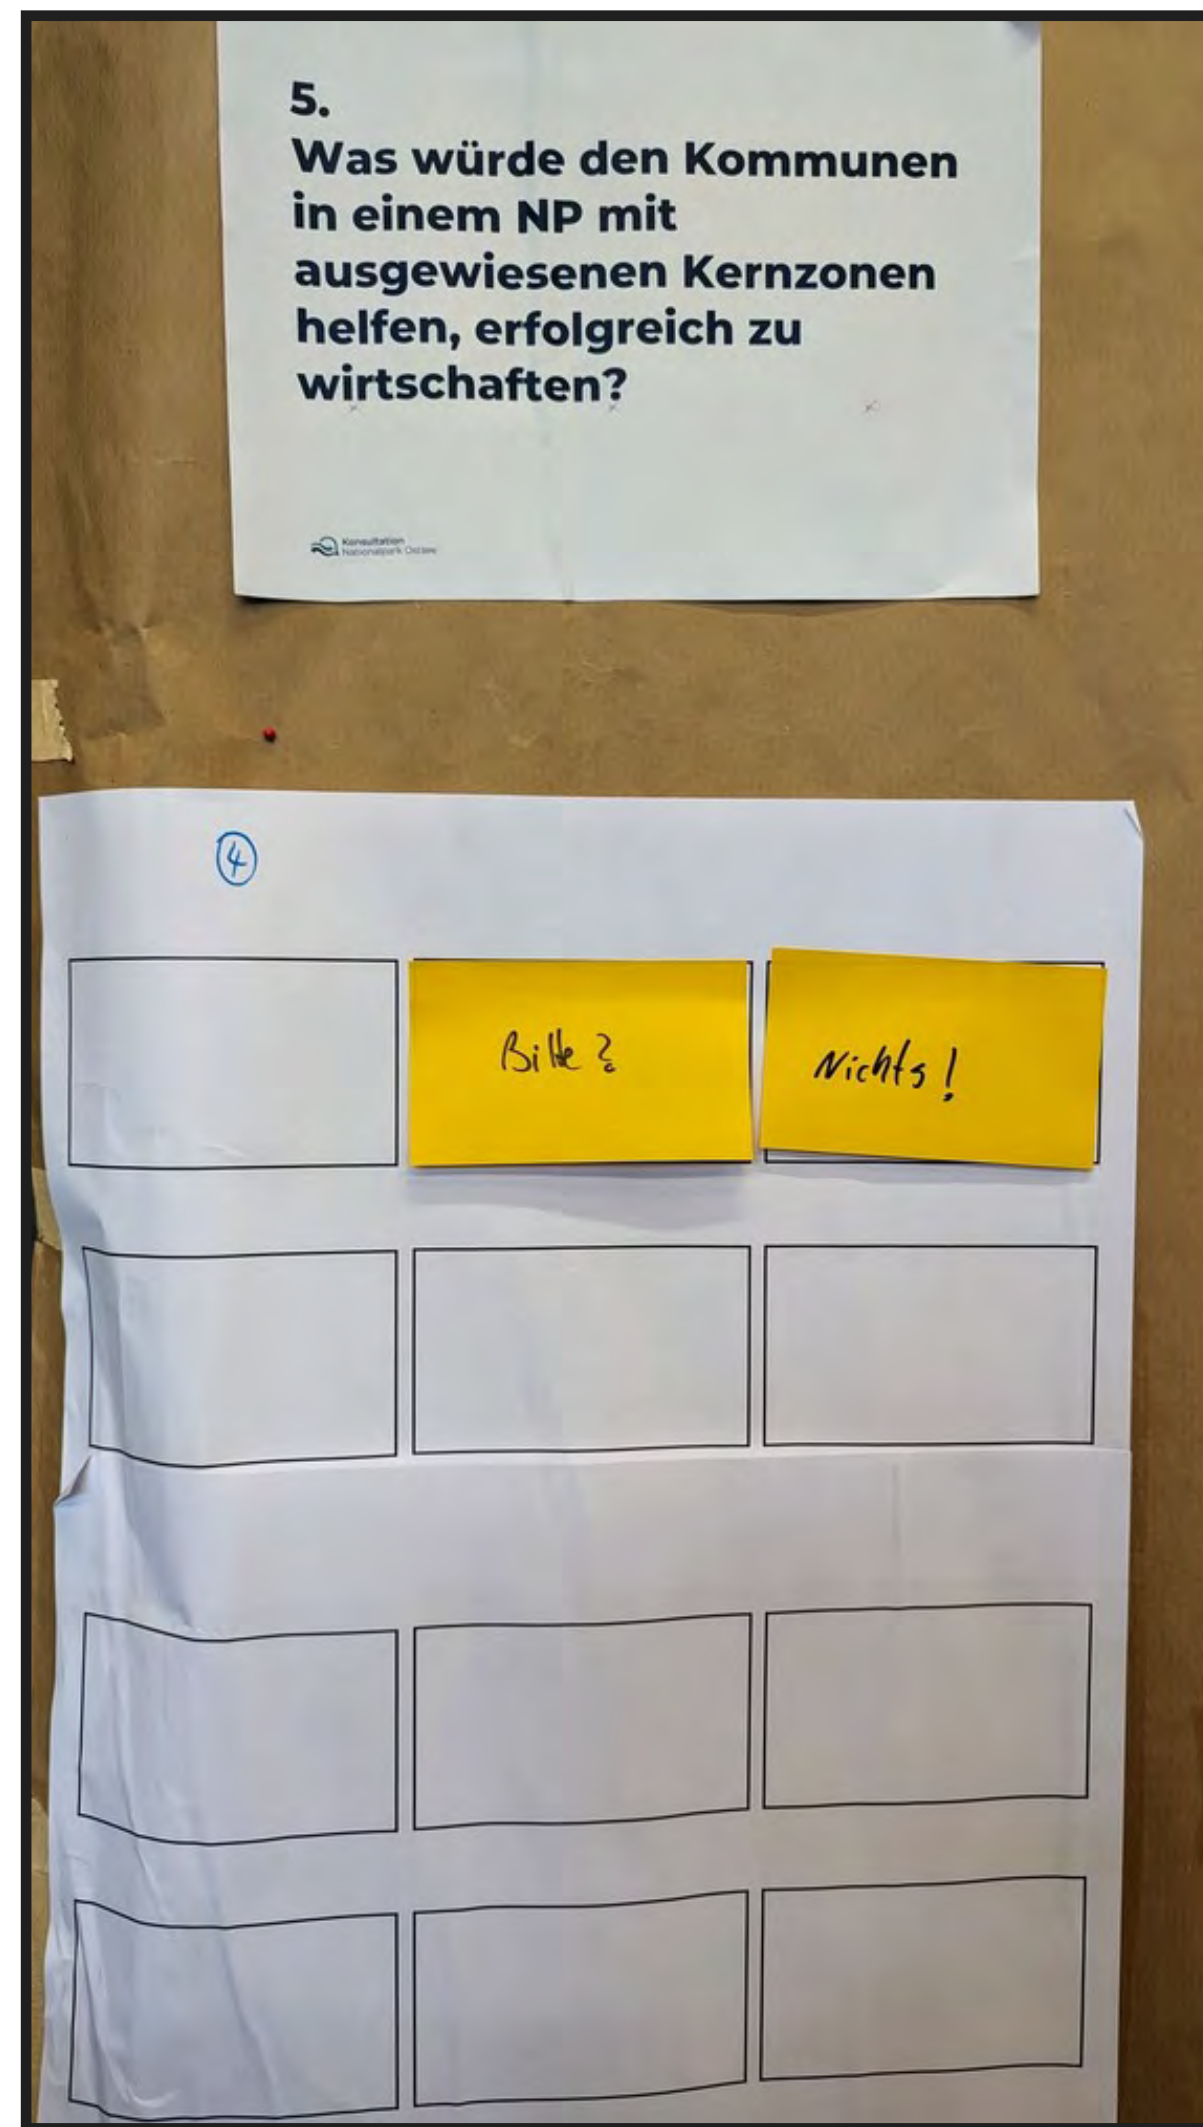 5.
Was würde den Kommunen
in einem NP mit
ausgewiesenen Kernzonen
helfen, erfolgreich zu
wirtschaften?
Konsultation
Nationalpark Ostsee
4
Bitte?
Nichts!